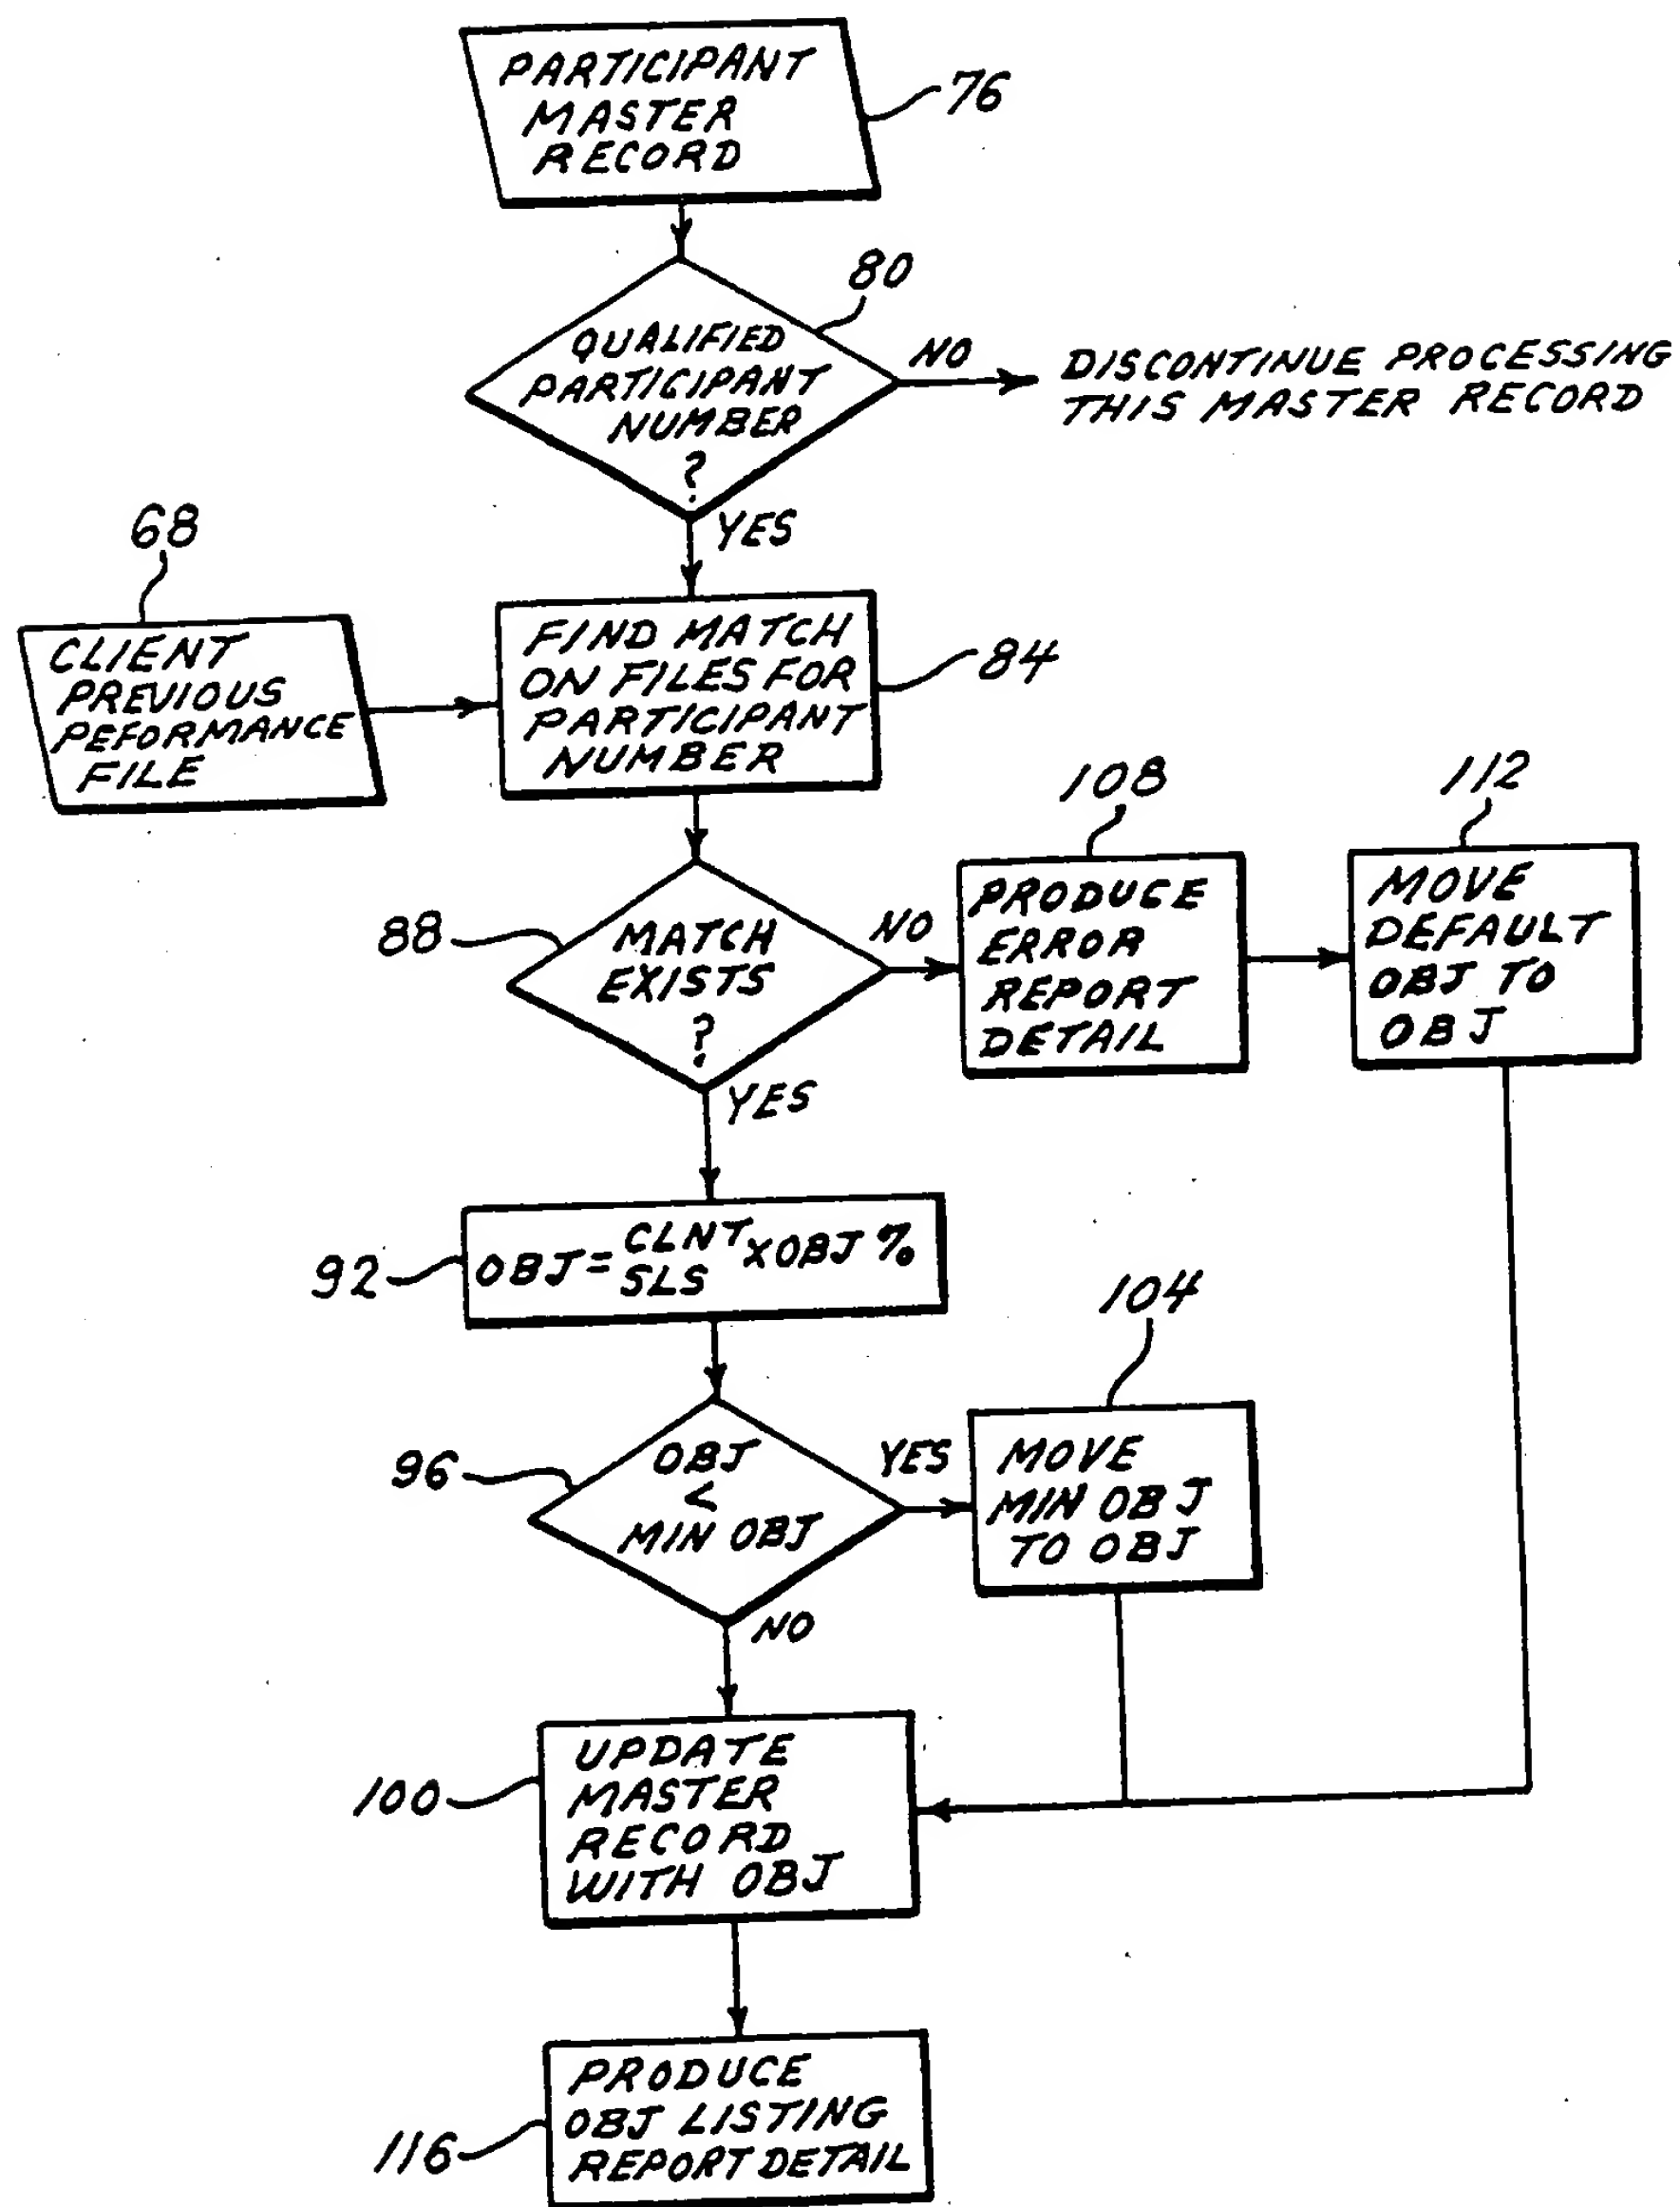 PARTICIPANT
MASTER
RECORD
76
80
QUALIFIED
PARTICIPANT
NUMBER
?
NO
DISCONTINUE PROCESSING
THIS MASTER RECORD
YES
68
CLIENT
PREVIOUS
PEFORMANCE
FILE
FIND MATCH
ON FILES FOR
PARTICIPANT
NUMBER
84
88
MATCH
EXISTS
?
NO
108
PRODUCE
ERROR
REPORT
DETAIL
112
MOVE
DEFAULT
OBJ TO
OBJ
YES
92
OBJ = CLNT SLS X OBJ %
96
OBJ
<
MIN OBJ
YES
104
MOVE
MIN OBJ
TO OBJ
NO
100
UPDATE
MASTER
RECORD
WITH OBJ
116
PRODUCE
OBJ LISTING
REPORT DETAIL